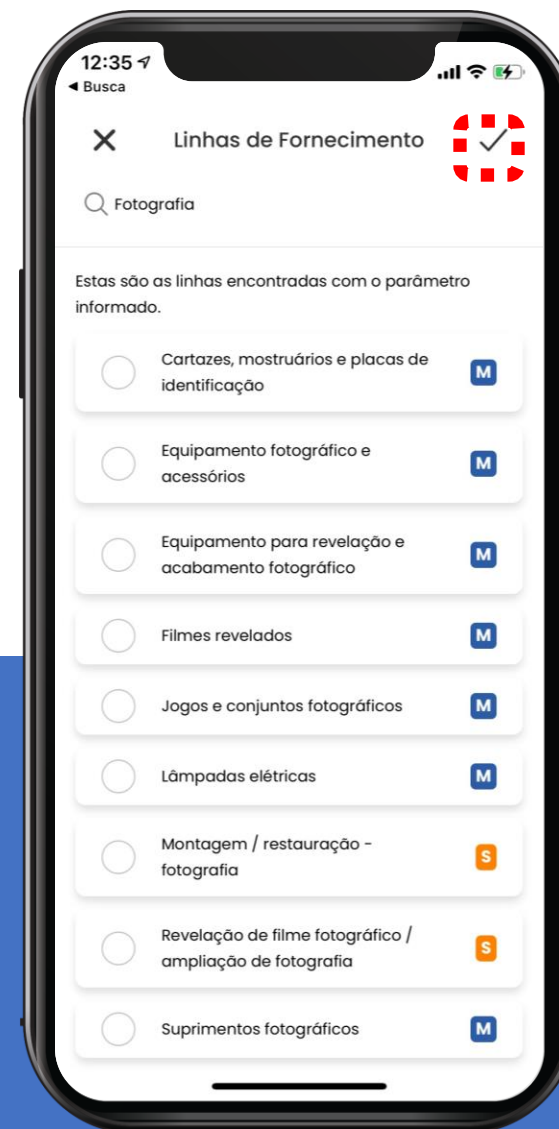 12:35
Busca
Linhas de Fornecimento
Fotografia
Estas são as linhas encontradas com o parâmetro
informado.
Cartazes, mostruários e placas de
identificação
M
Equipamento fotográfico e
acessórios
M
Equipamento para revelação e
acabamento fotográfico
M
Filmes revelados
M
Jogos e conjuntos fotográficos
M
Lâmpadas elétricas
M
Montagem / restauração -
fotografia
S
Revelação de filme fotográfico /
ampliação de fotografia
S
Suprimentos fotográficos
M